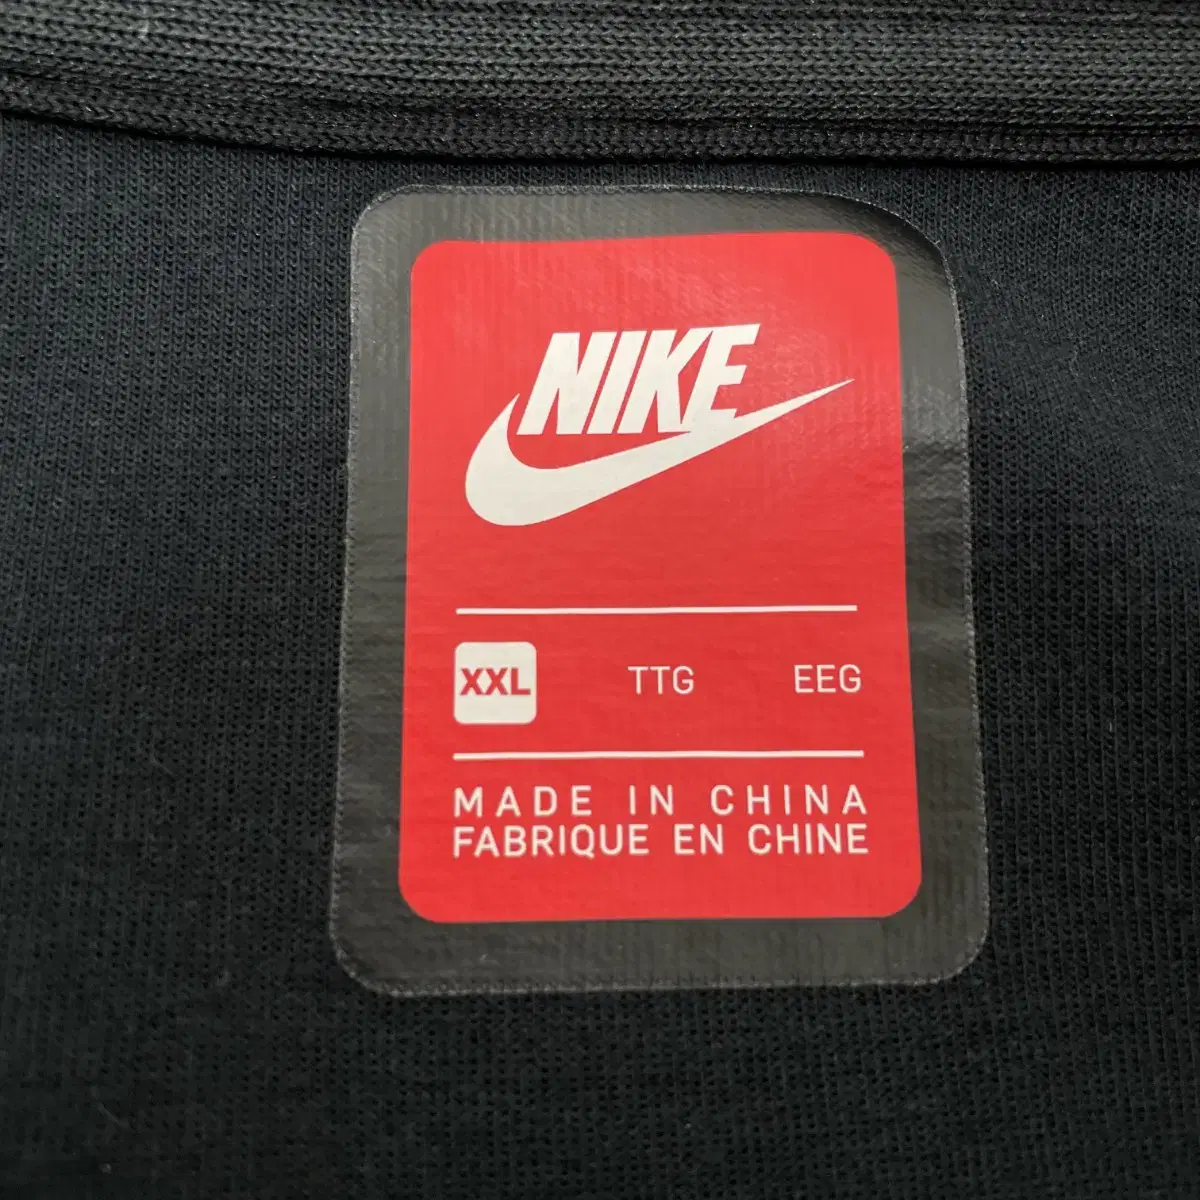 NIKE
XXL TTG EEG
MADE IN CHINA
FABRIQUE EN CHINE